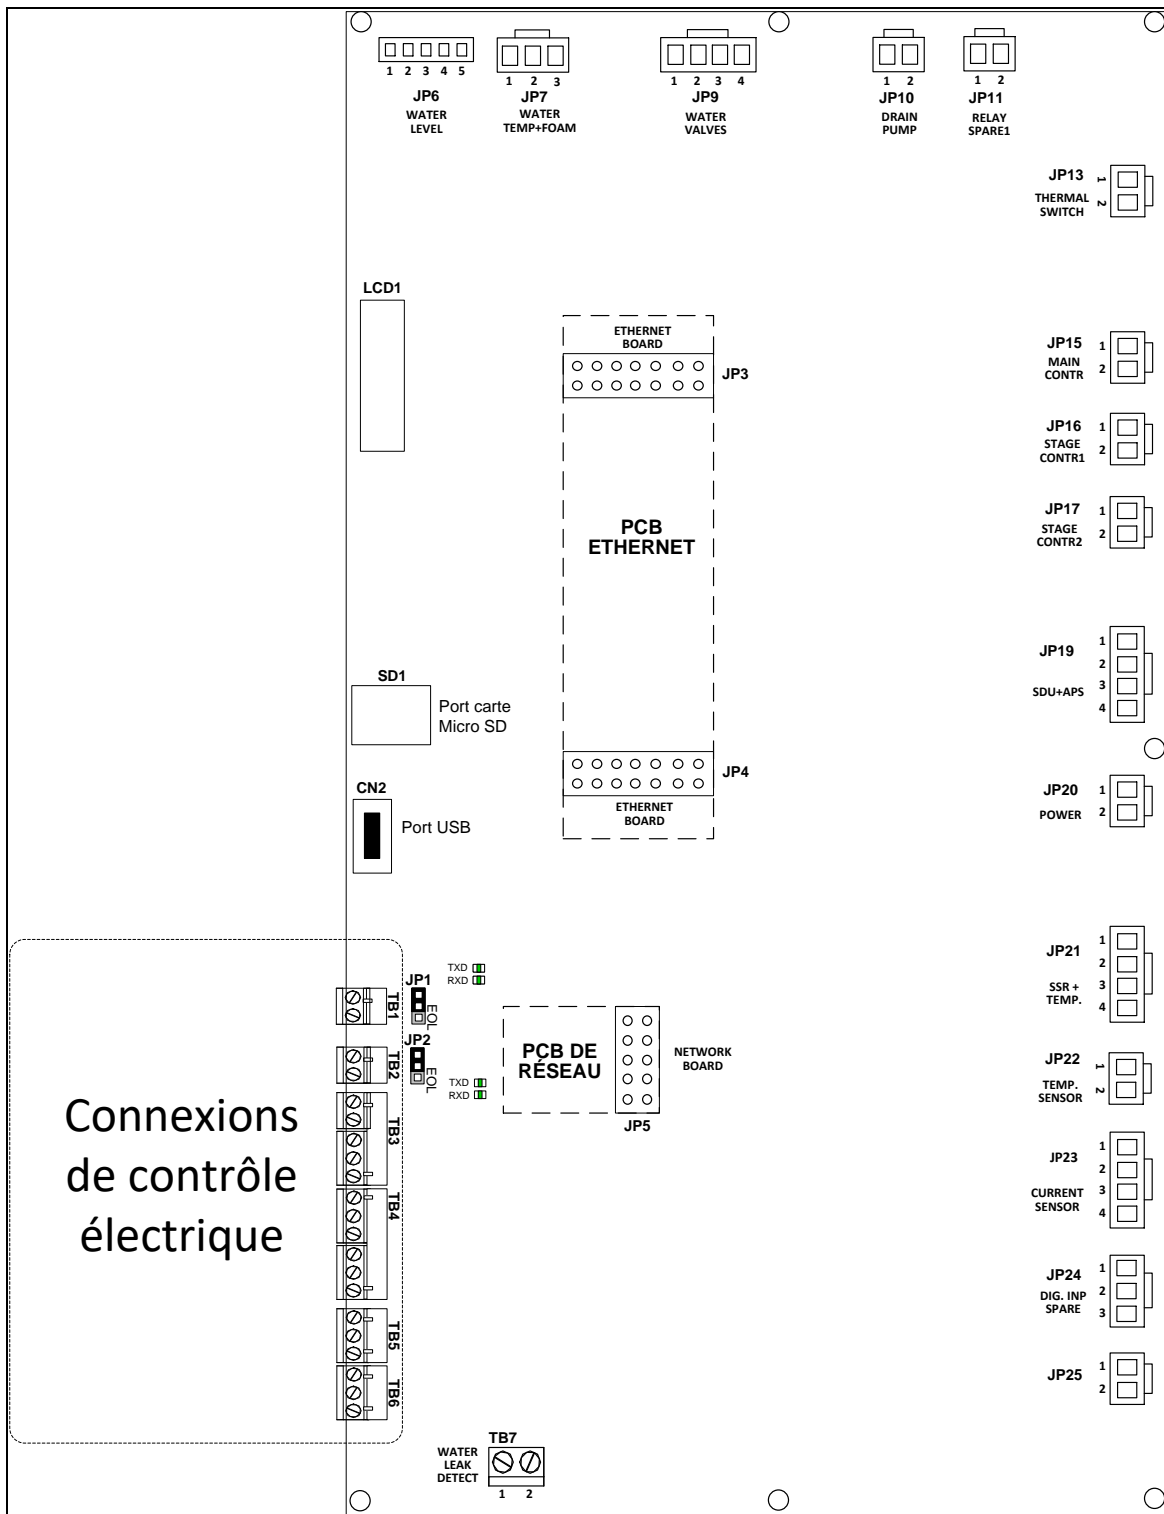 1 2 3 4 5
JP6
WATER
LEVEL
1 2 3
JP7
WATER
TEMP+FOAM
1 2 3 4
JP9
WATER
VALVES
1 2
JP10
DRAIN
PUMP
1 2
JP11
RELAY
SPARE1
JP13
THERMAL
SWITCH
1
2
LCD1
ETHERNET
BOARD
JP3
PCB
ETHERNET
JP4
ETHERNET
BOARD
JP15
MAIN
CONTR
1
2
JP16
STAGE
CONTR1
1
2
JP17
STAGE
CONTR2
1
2
JP19
SDU+APS
1
2
3
4
SD1
Port carte
Micro SD
CN2
Port USB
JP20
POWER
1
2
JP21
SSR +
TEMP.
1
2
3
4
JP22
TEMP.
SENSOR
1
2
JP23
CURRENT
SENSOR
1
2
3
4
JP24
DIG. INP
SPARE
1
2
3
JP25
1
2
TXD
RXD
JP1
EOL
TB1
JP2
EOL
TB2
TXD
RXD
PCB DE
RÉSEAU
NETWORK
BOARD
JP5
TB3
TB4
TB5
TB6
Connexions
de contrôle
électrique
TB7
WATER
LEAK
DETECT
1 2